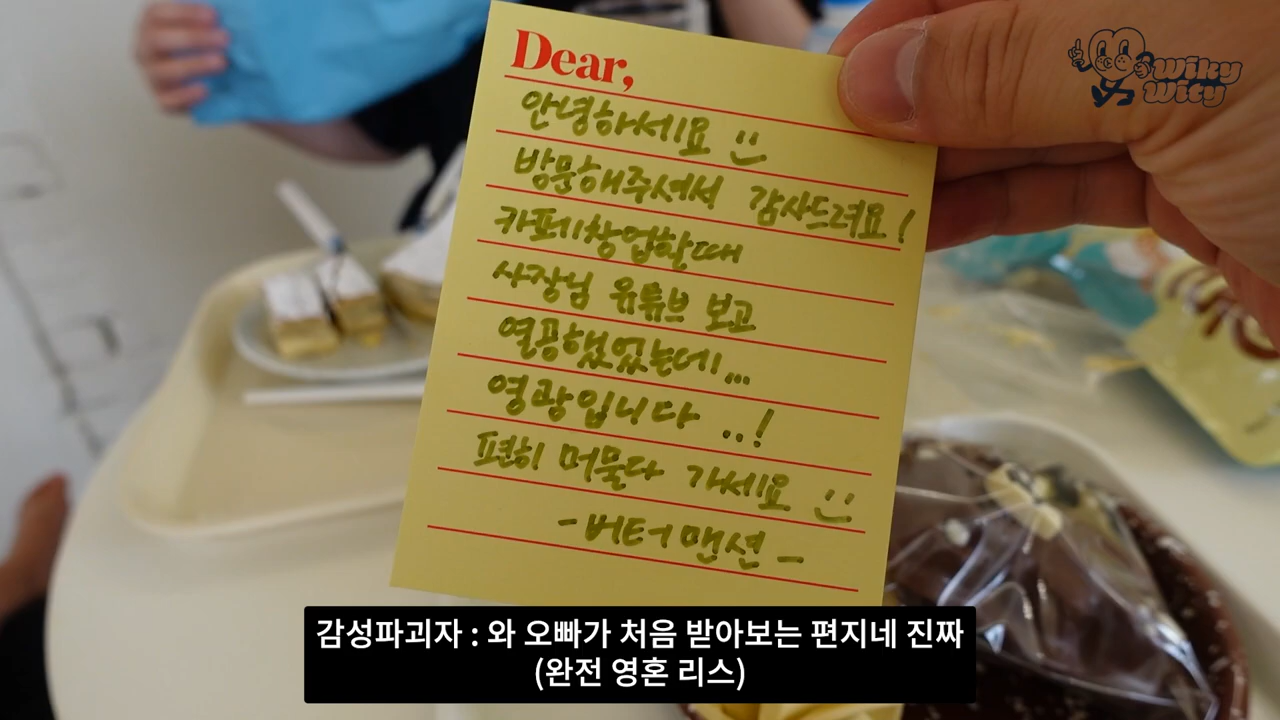 Dear,
안녕하세요 :)
방문해주셔서 감사드려요!
카페창업할때
사장님 유튜브 보고
열공했었는데...
영광입니다 ..!
편히 머물다 가세요 :)
- 버터맨션 -
wiky
wity
감성파괴자 : 와 오빠가 처음 받아보는 편지네 진짜
(완전 영혼 리스)